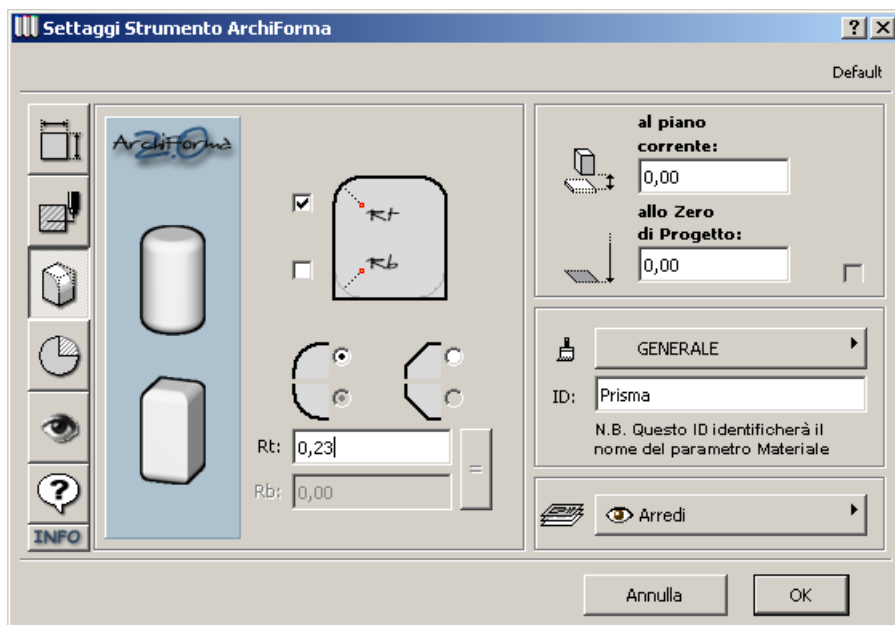 Settaggi Strumento ArchiForma
Default
ArchiForma
2.0
Rt
Rb
Rt: 0,23
Rb: 0,00
=
INFO
al piano
corrente:
0,00
allo Zero
di Progetto:
0,00
GENERALE
ID: Prisma
N.B. Questo ID identificherà il
nome del parametro Materiale
Arredi
Annulla
OK